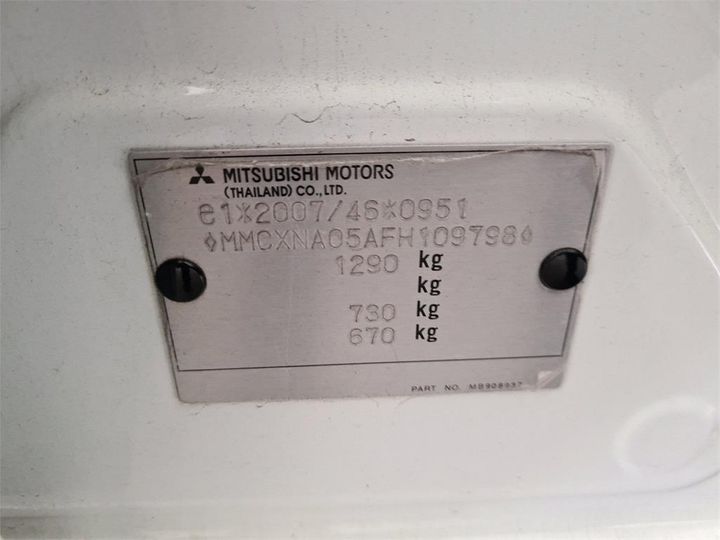 MITSUBISHI MOTORS
(THAILAND) CO.,LTD.
e1*2007/46*0951
◊MMCXNA05AFH109798◊
1290 kg
kg
730 kg
670 kg
PART NO. MB908937